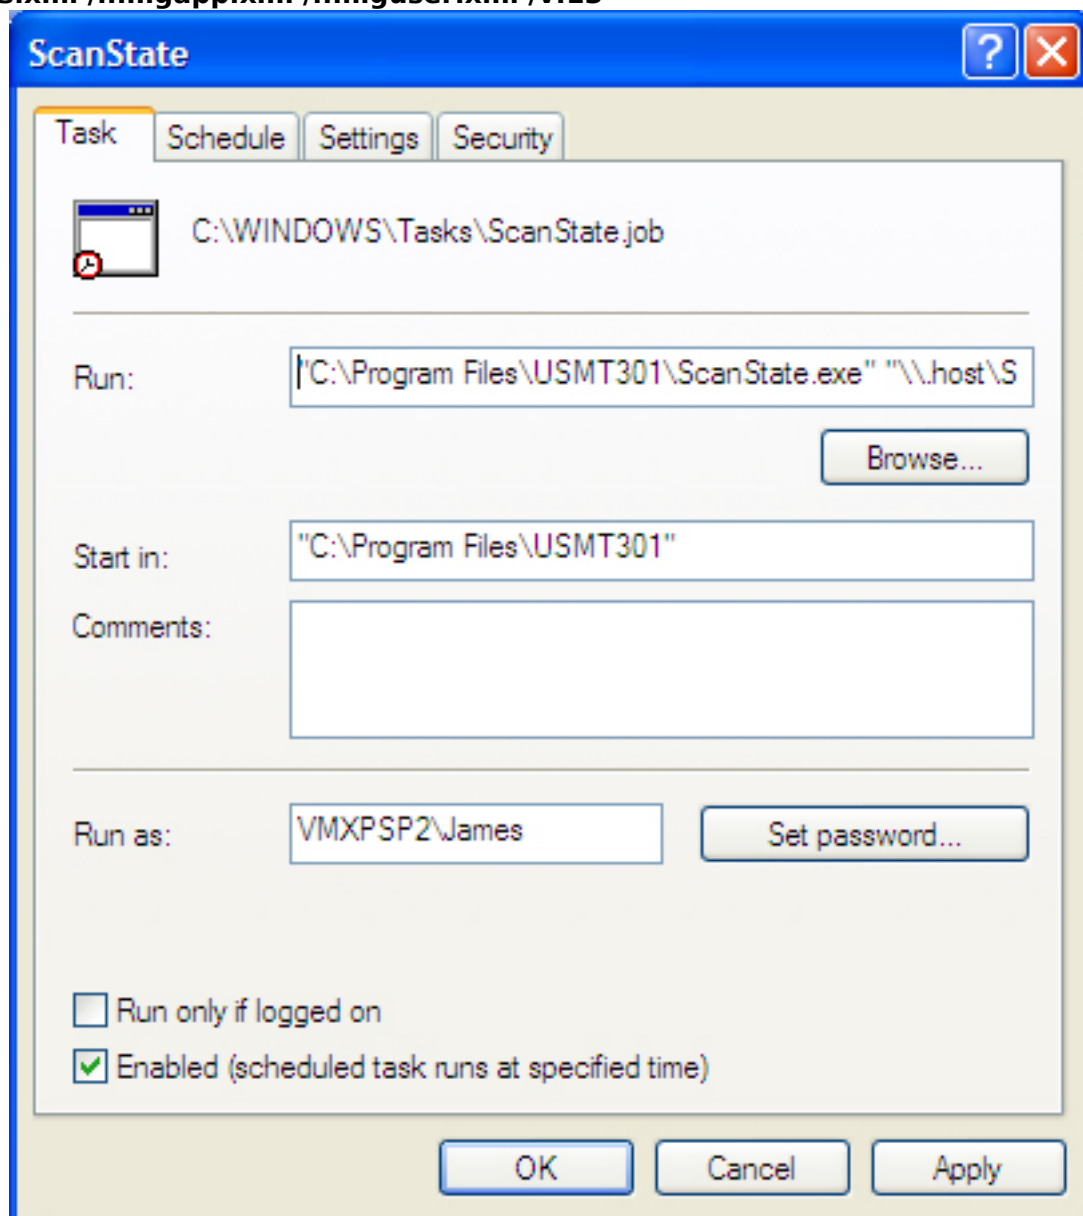 ScanState
Task Schedule Settings Security
C:\WINDOWS\Tasks\ScanState.job
Run: "C:\Program Files\USMT301\ScanState.exe" "\\.host\S
Browse...
Start in: "C:\Program Files\USMT301"
Comments:
Run as: VMXPSP2\James Set password...
Run only if logged on
Enabled (scheduled task runs at specified time)
OK Cancel Apply